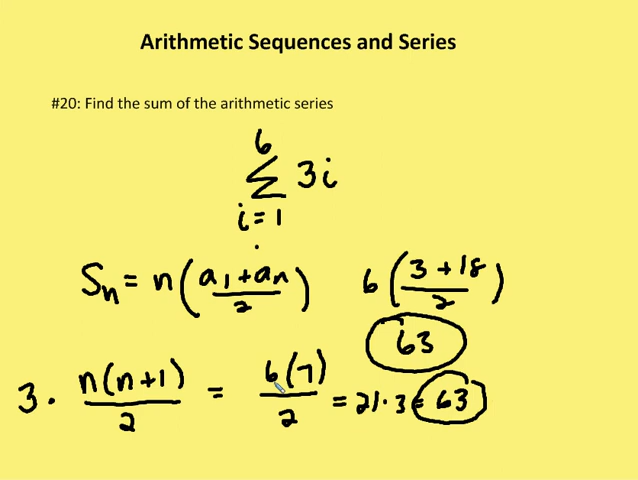 Arithmetic Sequences and Series
#20: Find the sum of the arithmetic series
6
Σ 3i
i=1
Sn = n(a1+an/2) 6(3+18/2)
63
3· n(n+1)/2 = 6(7)/2 = 21·3 = 63